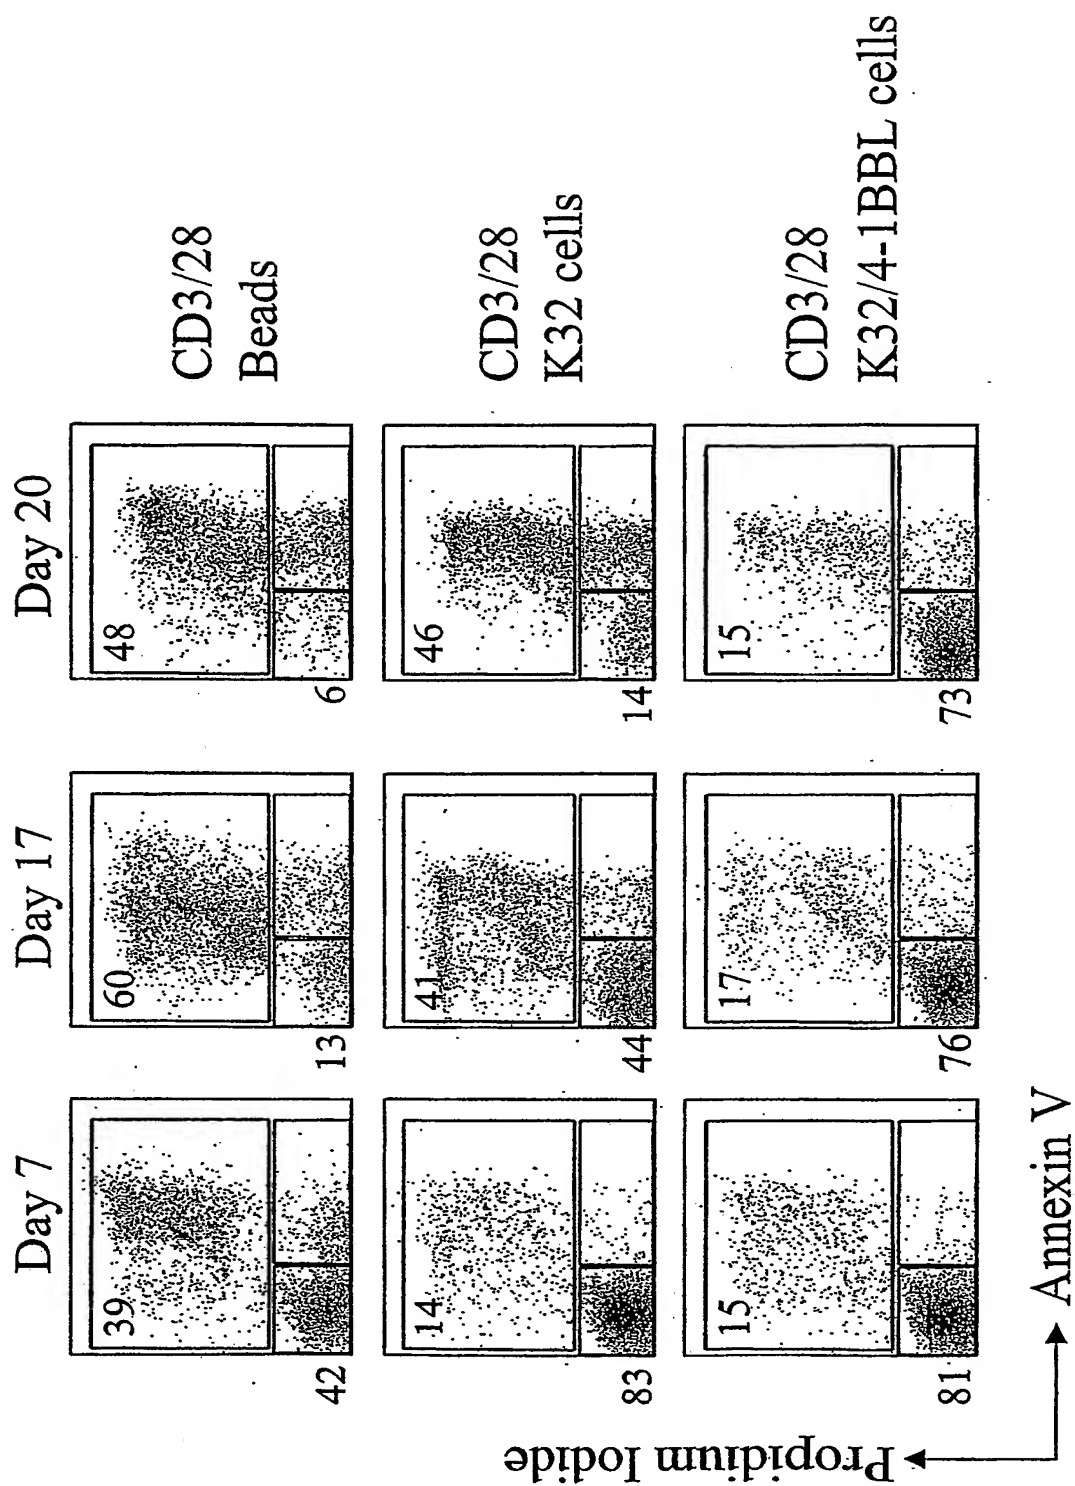 Day 7
Day 17
Day 20
39
42
60
13
48
6
CD3/28
Beads
14
83
41
44
46
14
CD3/28
K32 cells
15
81
17
76
15
73
CD3/28
K32/4-1BBL cells
Propidium Iodide
Annexin V